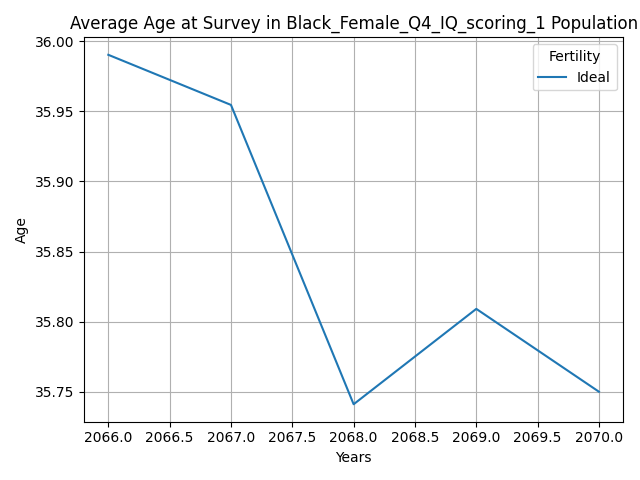 Average Age at Survey in Black_Female_Q4_IQ_scoring_1 Population
36.00
35.95
35.90
35.85
35.80
35.75
Age
Fertility
Ideal
2066.0 2066.5 2067.0 2067.5 2068.0 2068.5 2069.0 2069.5 2070.0
Years